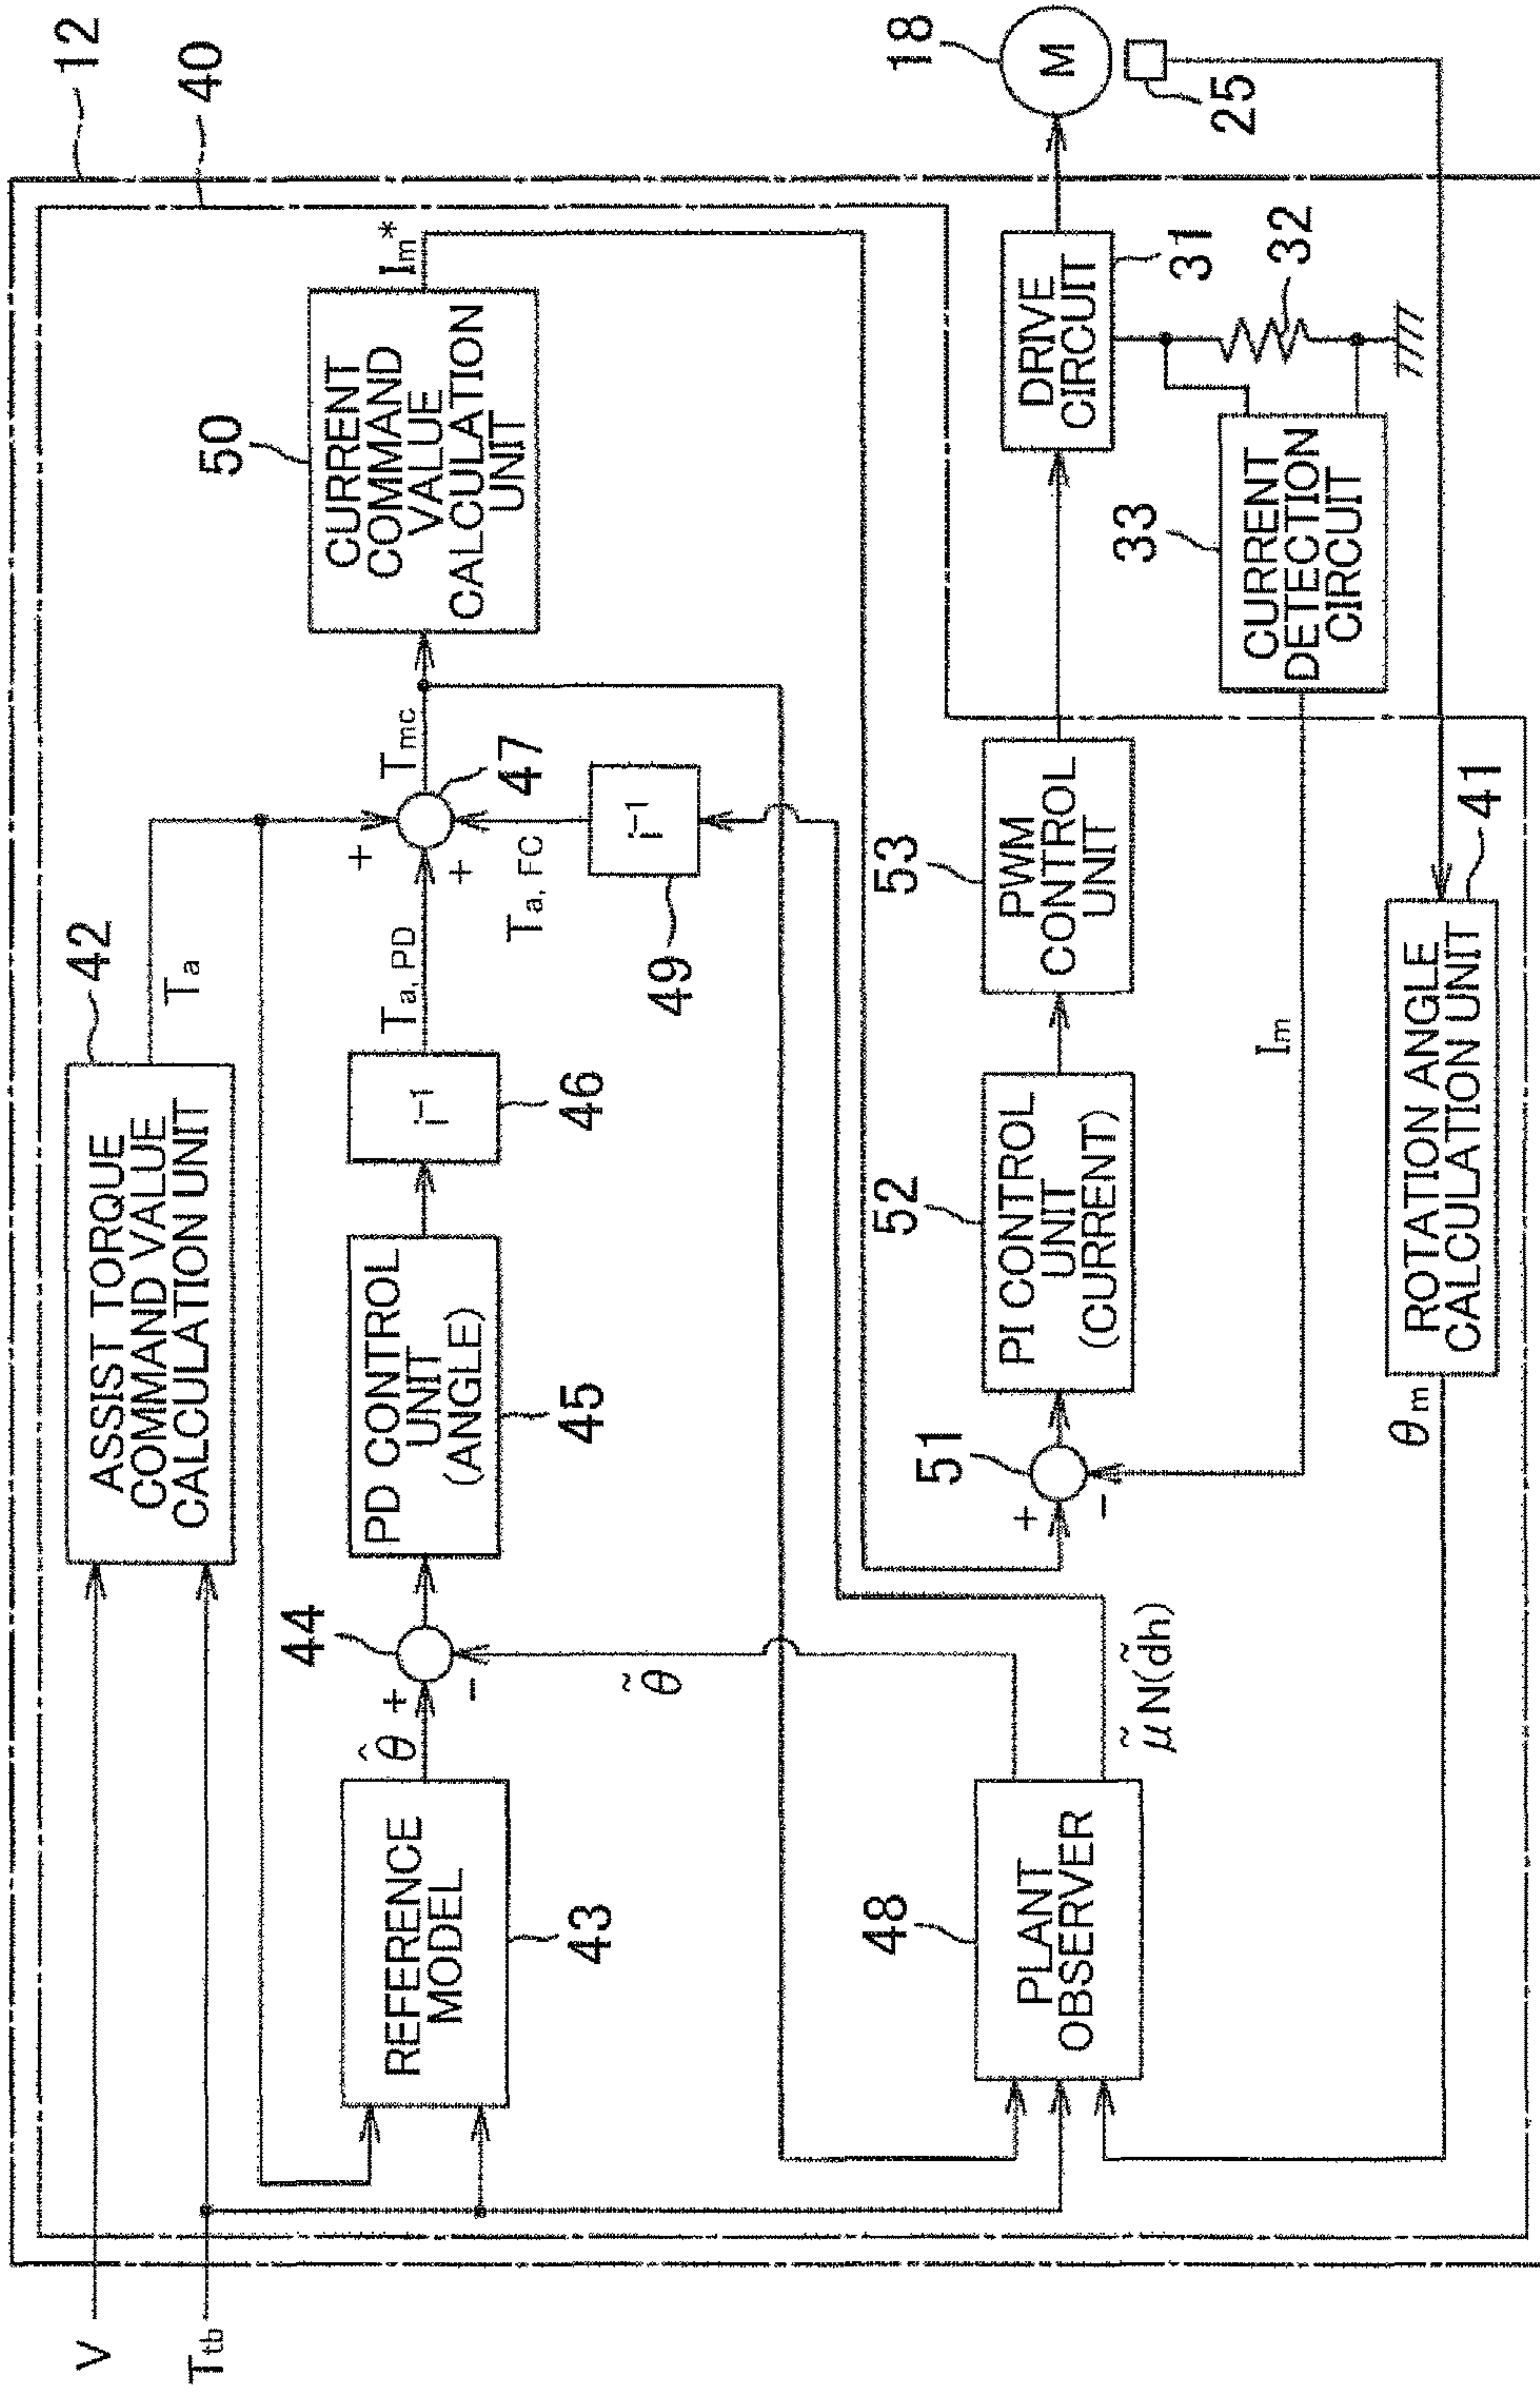 12
40
V
Ttb
42
ASSIST TORQUE
COMMAND VALUE
CALCULATION UNIT
Ta
43
REFERENCE
MODEL
θ̂
+
-
44
θ̃
PD CONTROL
UNIT
(ANGLE)
45
i-1
46
Ta, PD
+
+
47
Tmc
Ta, FC
i-1
49
50
CURRENT
COMMAND
VALUE
CALCULATION
UNIT
Im*
48
PLANT
OBSERVER
μ̃ N(d̃h)
51
+
-
52
PI CONTROL
UNIT
(CURRENT)
53
PWM
CONTROL
UNIT
DRIVE
CIRCUIT
31
32
33
CURRENT
DETECTION
CIRCUIT
Im
18
M
25
41
ROTATION ANGLE
CALCULATION UNIT
θm